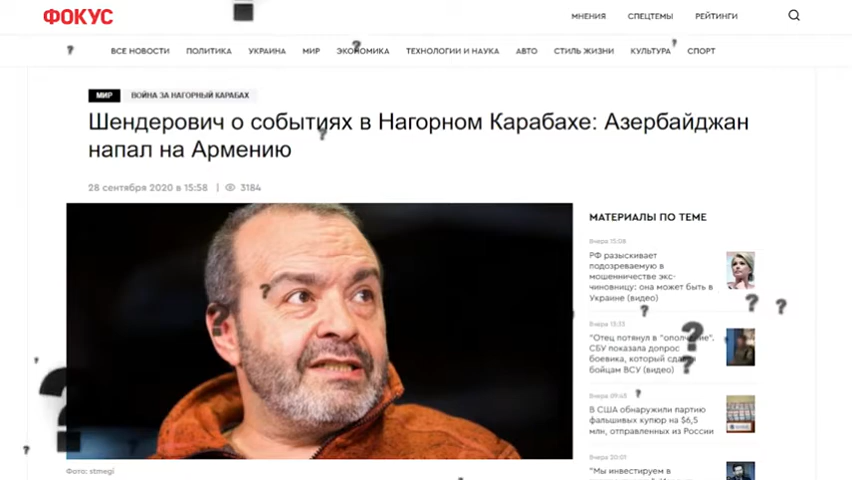 ФОКУС
МНЕНИЯ СПЕЦТЕМЫ РЕЙТИНГИ
ВСЕ НОВОСТИ ПОЛИТИКА УКРАИНА МИР ЭКОНОМИКА ТЕХНОЛОГИИ И НАУКА АВТО СТИЛЬ ЖИЗНИ КУЛЬТУРА СПОРТ
МИР ВОЙНА ЗА НАГОРНЫЙ КАРАБАХ
Шендерович о событиях в Нагорном Карабахе: Азербайджан
напал на Армению
28 сентября 2020 в 15:58 | 3184
МАТЕРИАЛЫ ПО ТЕМЕ
Вчера 15:08
РФ разыскивает
подозреваемую в
мошенничестве экс-
чиновницу: она может быть в
Украине (видео)
Вчера 13:33
"Отец потянул в "ополчение".
СБУ показала допрос
боевика, который сдался
бойцам ВСУ (видео)
Вчера 09:45
В США обнаружили партию
фальшивых купюр на $6,5
млн, отправленных из России
Вчера 20:01
"Мы инвестируем в
Фото: stmegi